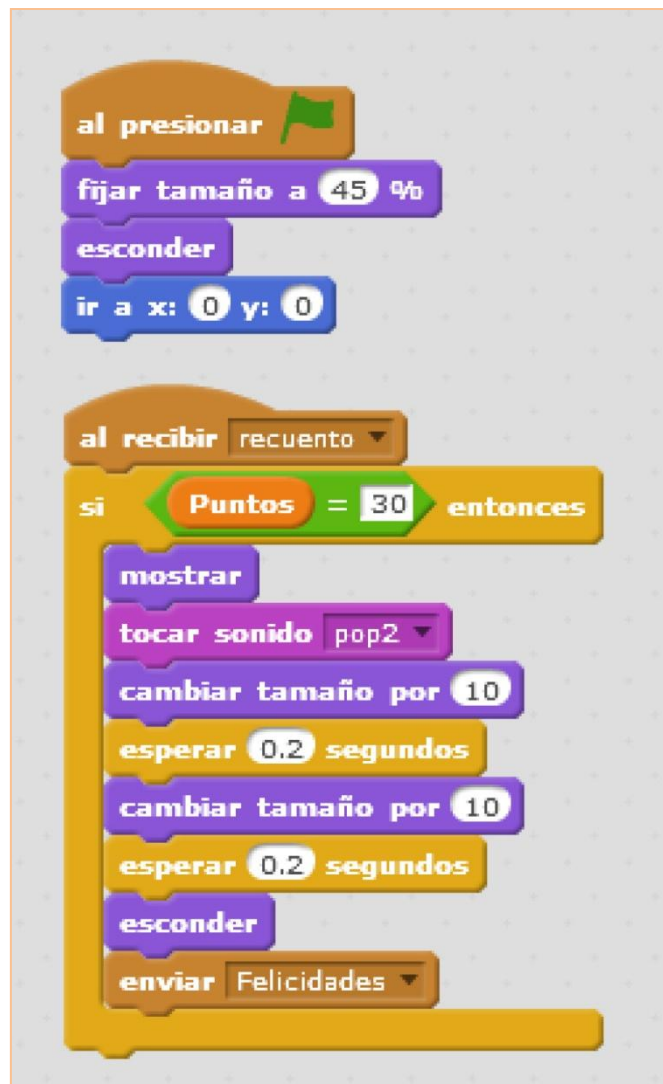 al presionar
fijar tamaño a 45 %
esconder
ir a x: 0 y: 0
al recibir recuento
si Puntos = 30 entonces
mostrar
tocar sonido pop2
cambiar tamaño por 10
esperar 0.2 segundos
cambiar tamaño por 10
esperar 0.2 segundos
esconder
enviar Felicidades